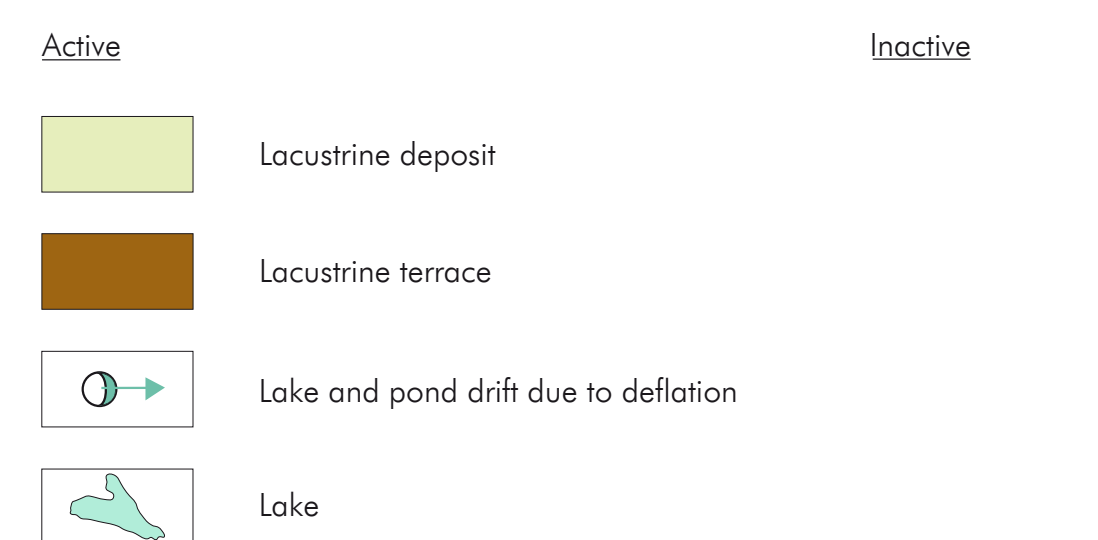 Active
Inactive
Lacustrine deposit
Lacustrine terrace
Lake and pond drift due to deflation
Lake